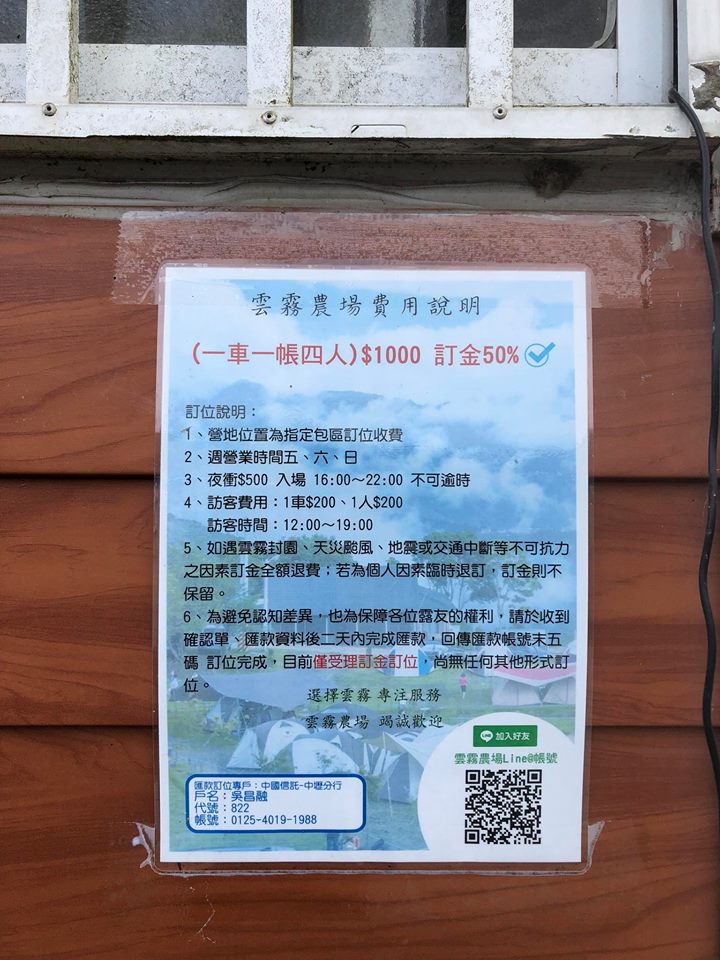 雲霧農場費用說明
(一車一帳四人)$1000 訂金50%
訂位說明：
1、營地位置為指定包區訂位收費
2、週營業時間五、六、日
3、夜衝$500 入場 16:00～22:00 不可逾時
4、訪客費用：1車$200、1人$200
訪客時間：12:00～19:00
5、如遇雲霧封園、天災颱風、地震或交通中斷等不可抗力
之因素訂金全額退費；若為個人因素臨時退訂，訂金則不
保留。
6、為避免認知差異，也為保障各位露友的權利，請於收到
確認單、匯款資料後二天內完成匯款，回傳匯款帳號末五
碼 訂位完成，目前僅受理訂金訂位，尚無任何其他形式訂
位。
選擇雲霧 專注服務
雲霧農場 竭誠歡迎
加入好友
雲霧農場Line@帳號
匯款訂位專戶：中國信託-中壢分行
戶名：吳昌融
代號：822
帳號：0125-4019-1988